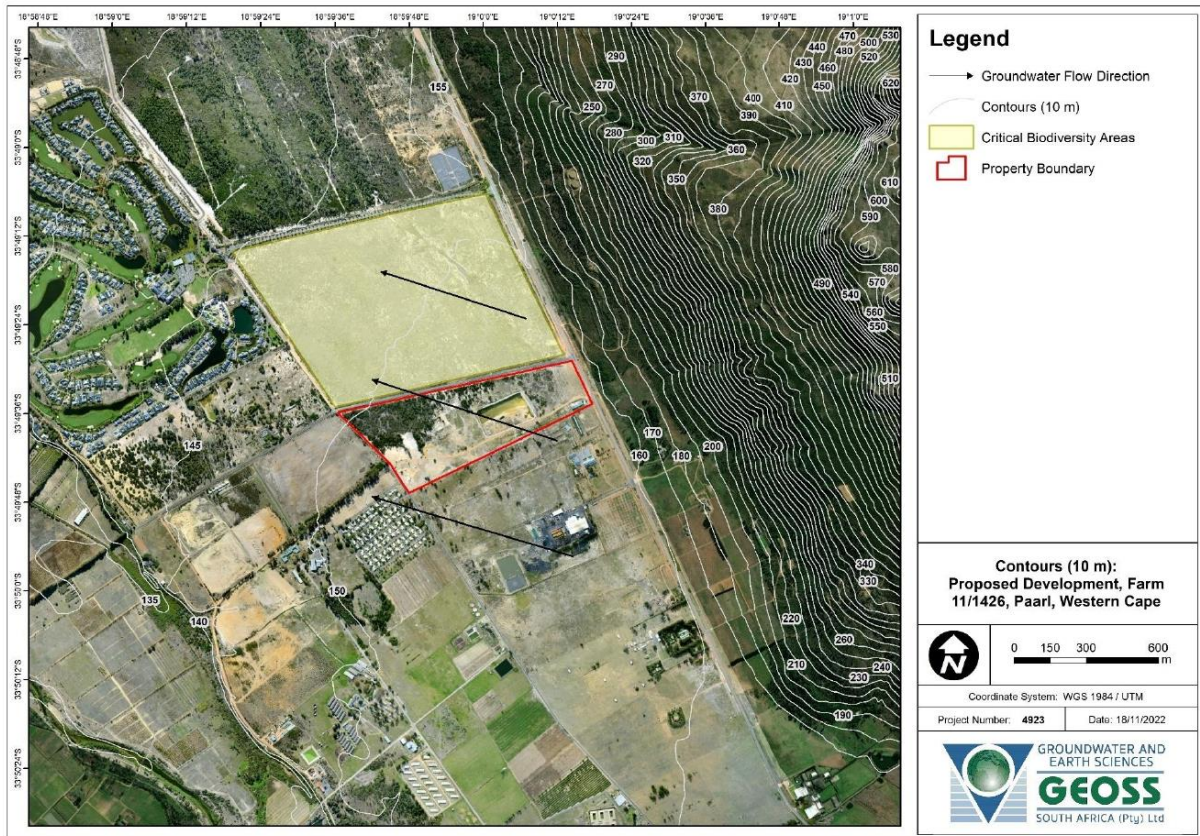 18°58'48"E
18°59'0"E
18°59'12"E
18°59'24"E
18°59'36"E
18°59'48"E
19°0'0"E
19°0'12"E
19°0'24"E
19°0'36"E
19°0'48"E
19°1'0"E
33°48'48"S
33°49'0"S
33°49'12"S
33°49'24"S
33°49'36"S
33°49'48"S
33°50'0"S
33°50'12"S
33°50'24"S
155
290
270
250
280
300
310
320
350
360
370
380
390
400
410
420
430
440
450
460
470
480
500
520
530
620
610
600
590
580
570
490
540
560
550
510
145
170
160
180
200
150
135
140
340
330
220
260
210
240
230
190
Legend
Groundwater Flow Direction
Contours (10 m)
Critical Biodiversity Areas
Property Boundary
Contours (10 m):
Proposed Development, Farm
11/1426, Paarl, Western Cape
N
0 150 300 600
m
Coordinate System: WGS 1984 / UTM
Project Number: 4923
Date: 18/11/2022
GROUNDWATER AND
EARTH SCIENCES
GEOSS
SOUTH AFRICA (Pty) Ltd